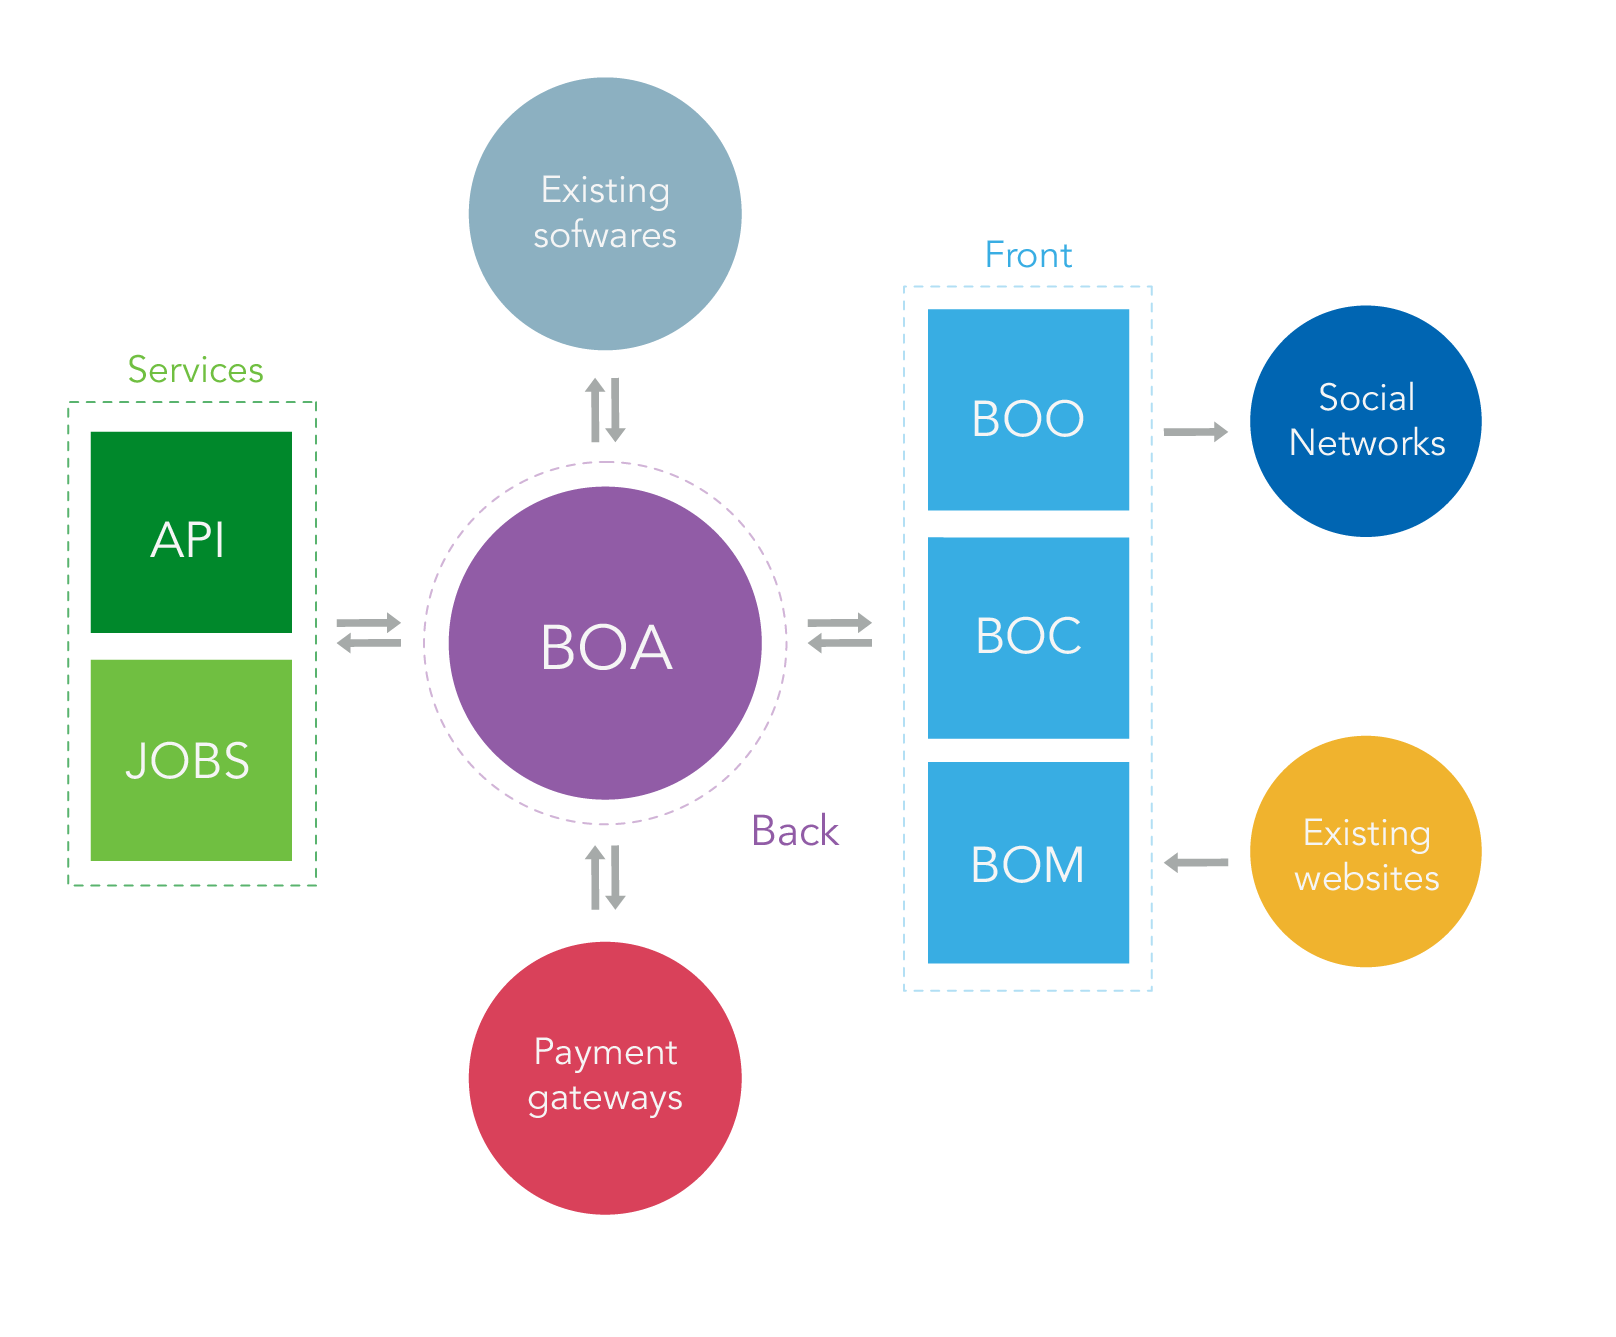 Existing
sofwares
Services
API
JOBS
BOA
Back
Payment
gateways
Front
BOO
BOC
BOM
Social
Networks
Existing
websites